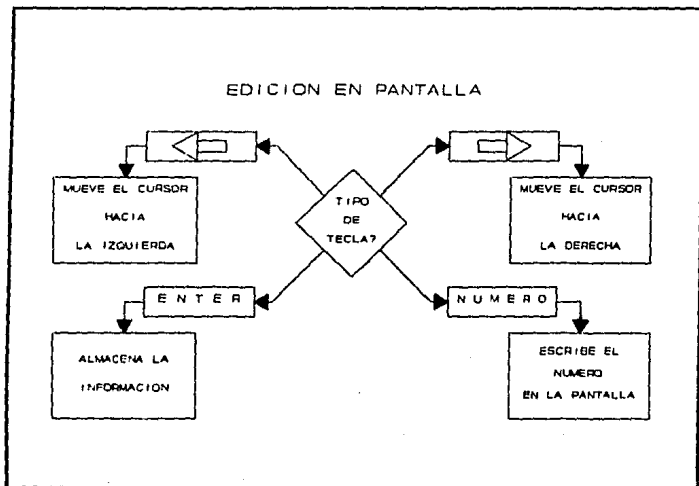 EDICION EN PANTALLA
MUEVE EL CURSOR
HACIA
LA IZQUIERDA
TIPO
DE
TECLA?
MUEVE EL CURSOR
HACIA
LA DERECHA
ENTER
NUMERO
ALMACENA LA
INFORMACION
ESCRIBE EL
NUMERO
EN LA PANTALLA